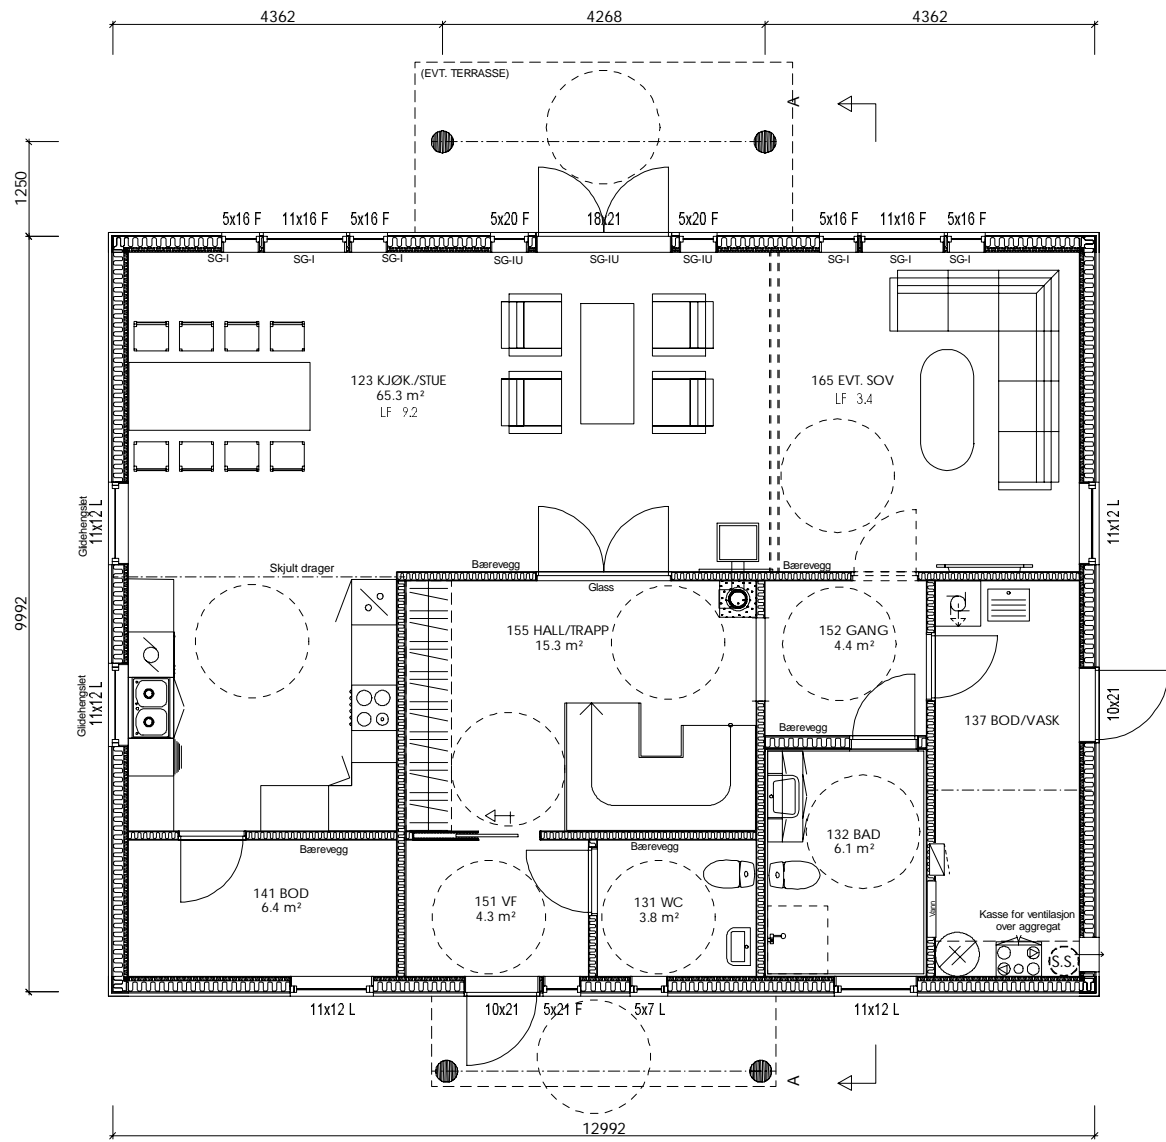 4362
4268
4362
(EVT. TERRASSE)
A
1250
5x16 F
11x16 F
5x16 F
5x20 F
18x21
5x20 F
5x16 F
11x16 F
5x16 F
SG-I
SG-I
SG-I
SG-IU
SG-IU
SG-IU
SG-I
SG-I
SG-I
123 KJØK./STUE
65.3 m²
LF 9.2
165 EVT. SOV
LF 3.4
Glidehengslet
11x12 L
11x12 L
Skjult drager
Bærevegg
Bærevegg
Glass
9992
155 HALL/TRAPP
15.3 m²
152 GANG
4.4 m²
Glidehengslet
11x12 L
10x21
137 BOD/VASK
Bærevegg
132 BAD
6.1 m²
Bærevegg
Bærevegg
141 BOD
6.4 m²
151 VF
4.3 m²
131 WC
3.8 m²
Vann
Kasse for ventilasjon
over aggregat
S.S.
11x12 L
10x21
5x21 F
5x7 L
11x12 L
A
12992